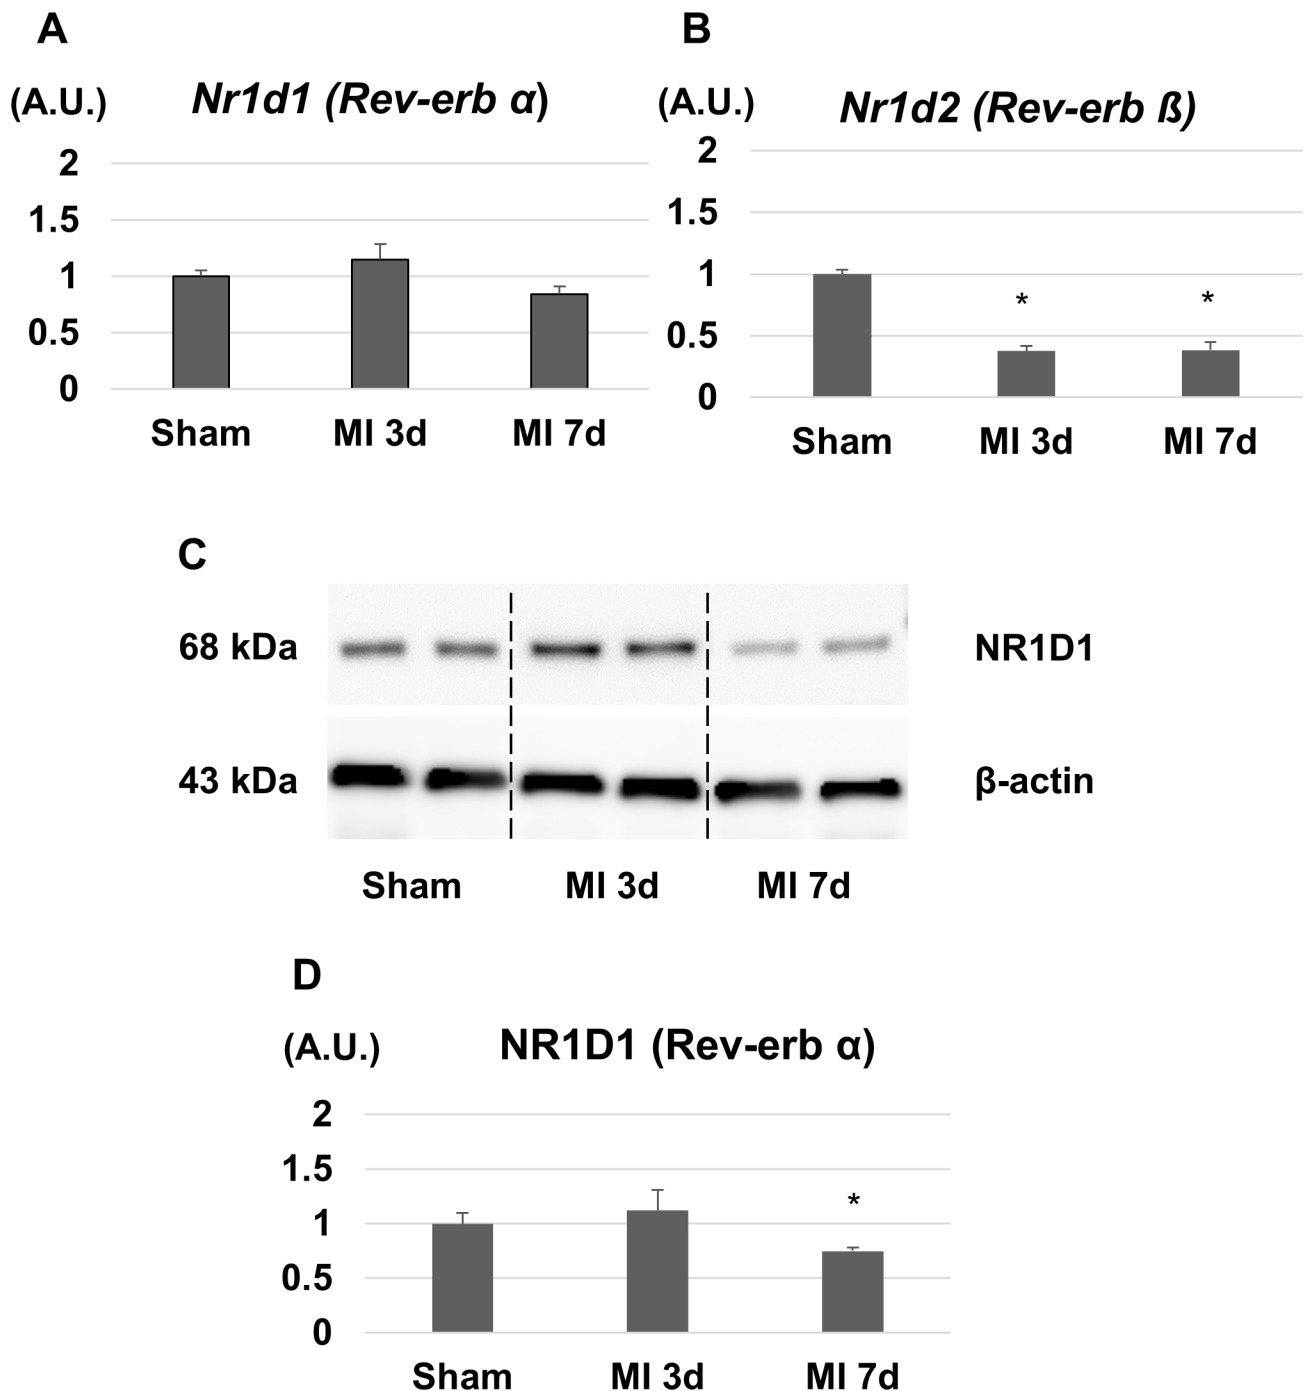 A
(A.U.)
Nr1d1 (Rev-erb α)
2
1.5
1
0.5
0
Sham MI 3d MI 7d
B
(A.U.)
Nr1d2 (Rev-erb ß)
2
1.5
1
0.5
0
* *
Sham MI 3d MI 7d
C
68 kDa NR1D1
43 kDa β-actin
Sham MI 3d MI 7d
D
(A.U.)
NR1D1 (Rev-erb α)
2
1.5
1
0.5
0
*
Sham MI 3d MI 7d